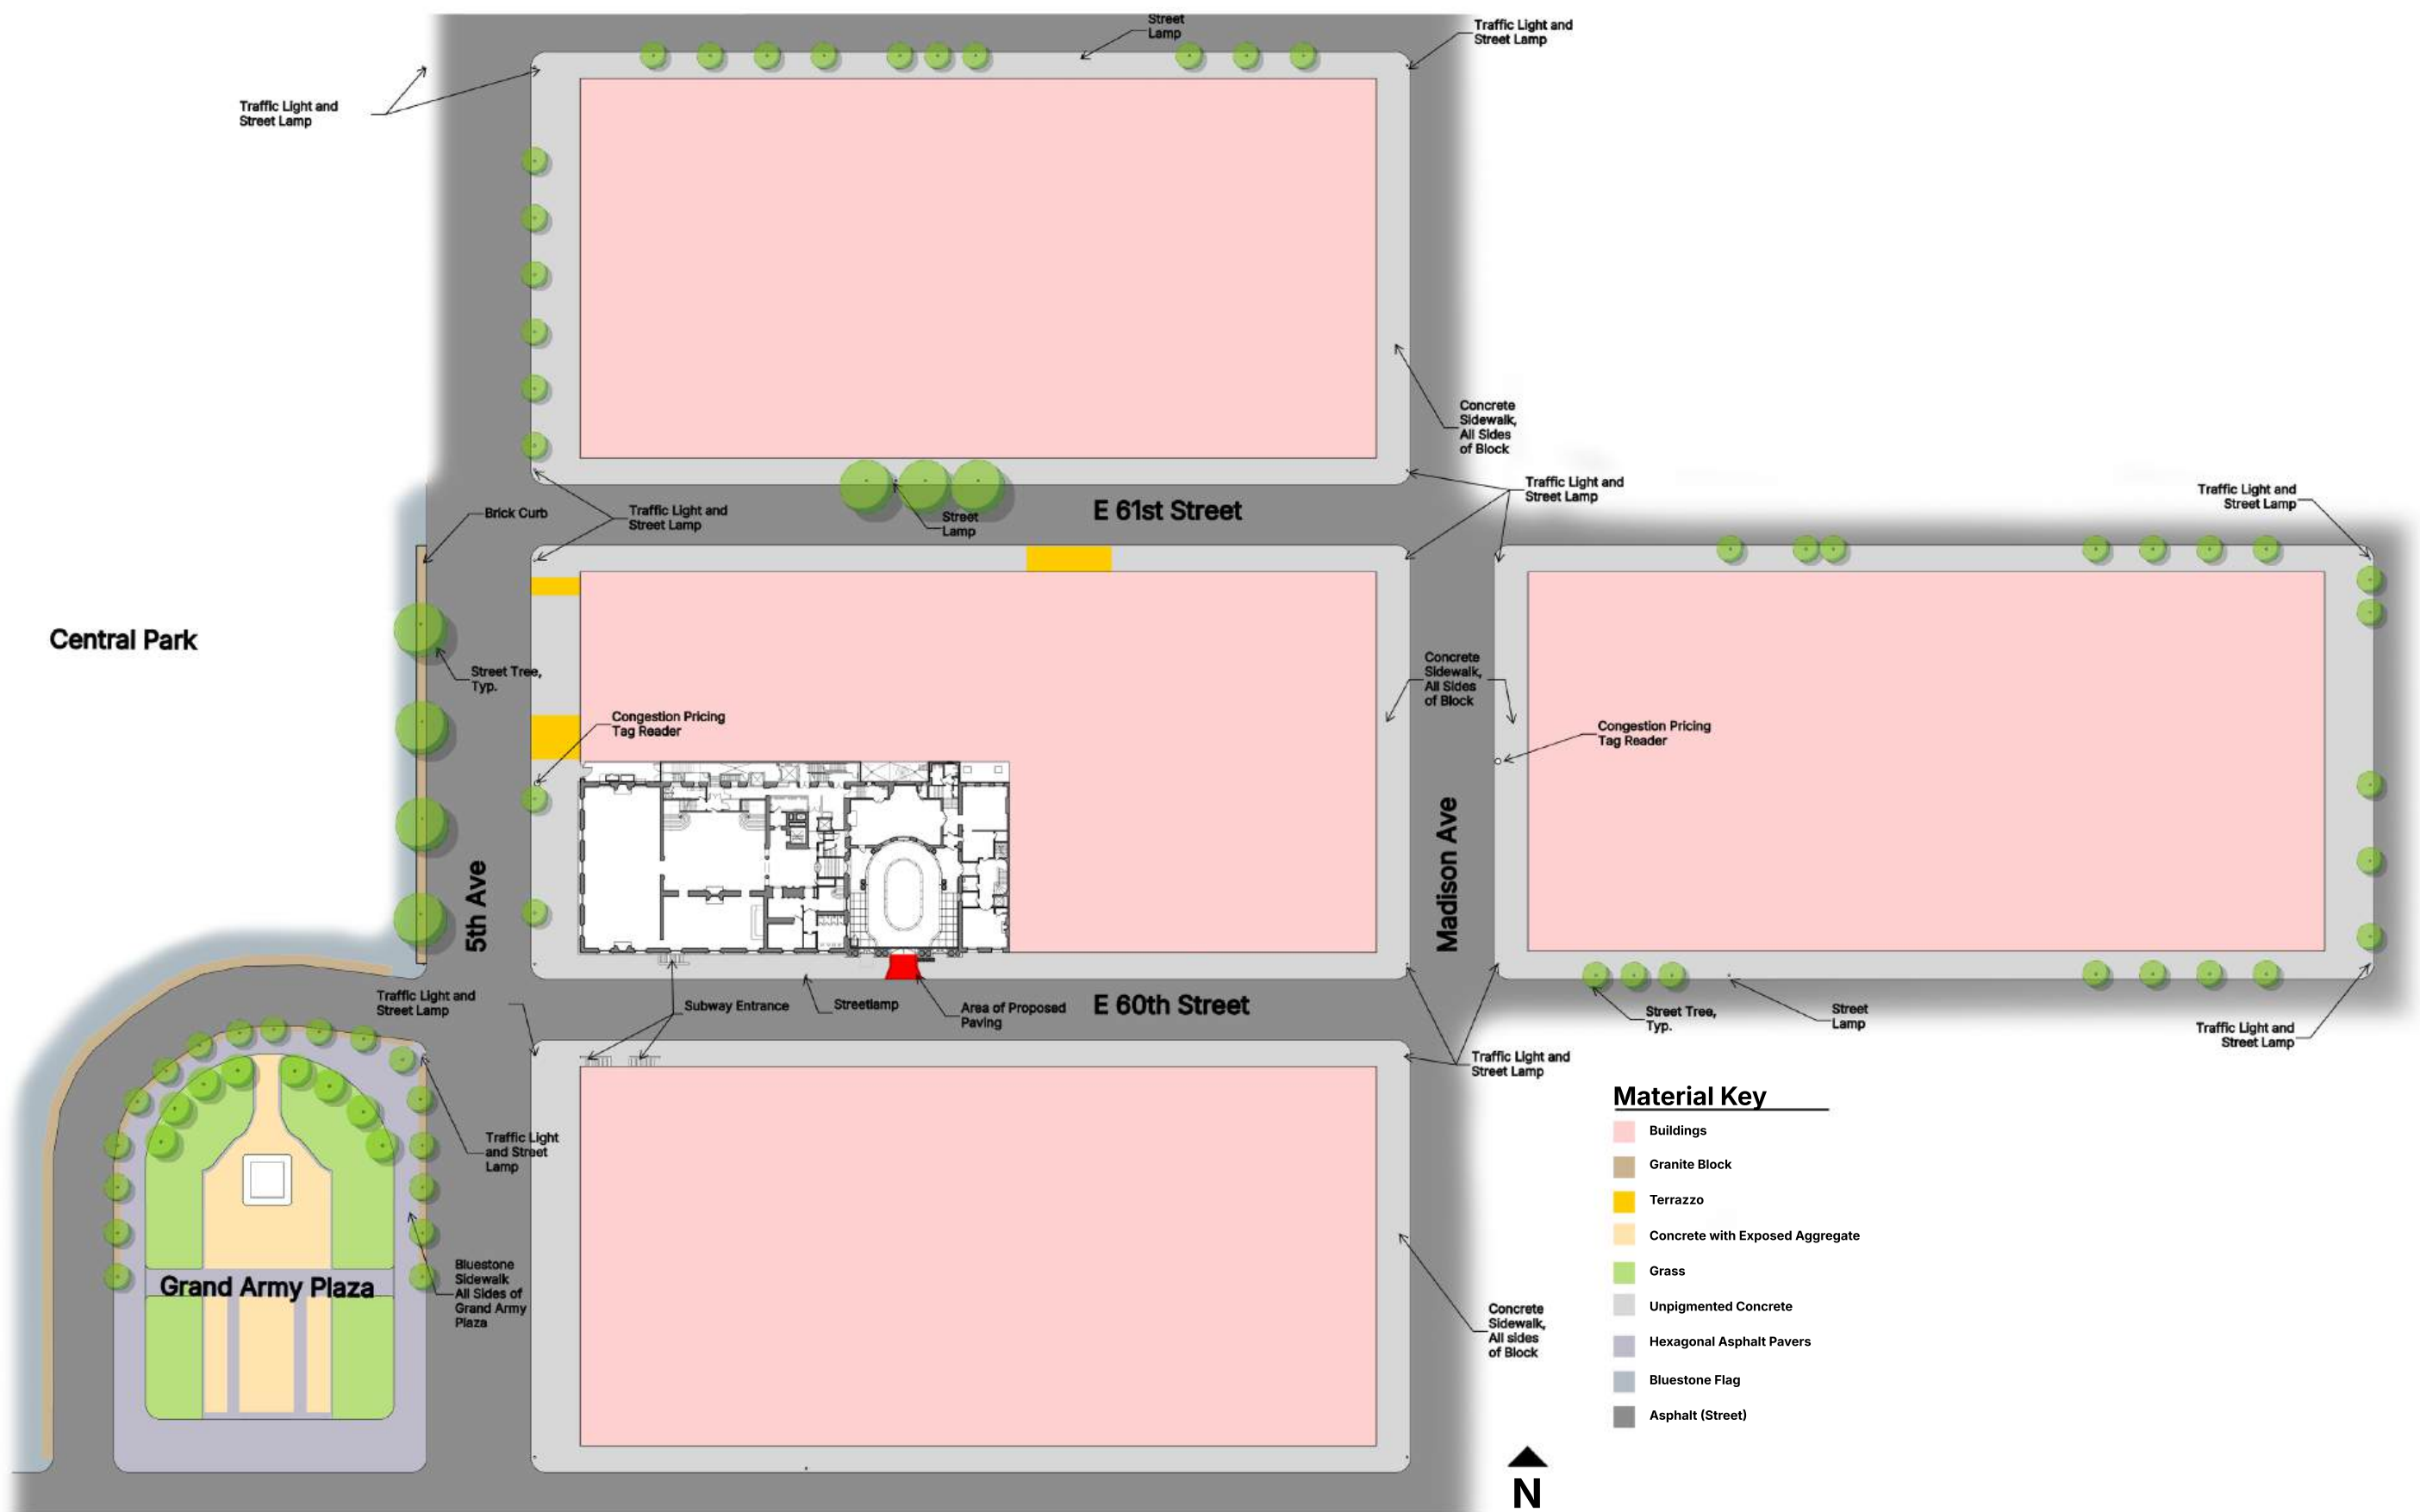 Street
Lamp
Traffic Light and
Street Lamp
Traffic Light and
Street Lamp
Concrete
Sidewalk,
All Sides
of Block
Traffic Light and
Street Lamp
Traffic Light and
Street Lamp
Brick Curb
Traffic Light and
Street Lamp
Street
Lamp
E 61st Street
Central Park
Street Tree,
Typ.
Concrete
Sidewalk,
All Sides
of Block
Congestion Pricing
Tag Reader
Congestion Pricing
Tag Reader
5th Ave
Madison Ave
Traffic Light and
Street Lamp
Subway Entrance
Streetlamp
Area of Proposed
Paving
E 60th Street
Street Tree,
Typ.
Street
Lamp
Traffic Light and
Street Lamp
Traffic Light and
Street Lamp
Traffic Light
and Street
Lamp
Grand Army Plaza
Bluestone
Sidewalk
All Sides of
Grand Army
Plaza
Concrete
Sidewalk,
All sides
of Block
Material Key
Buildings
Granite Block
Terrazzo
Concrete with Exposed Aggregate
Grass
Unpigmented Concrete
Hexagonal Asphalt Pavers
Bluestone Flag
Asphalt (Street)
N